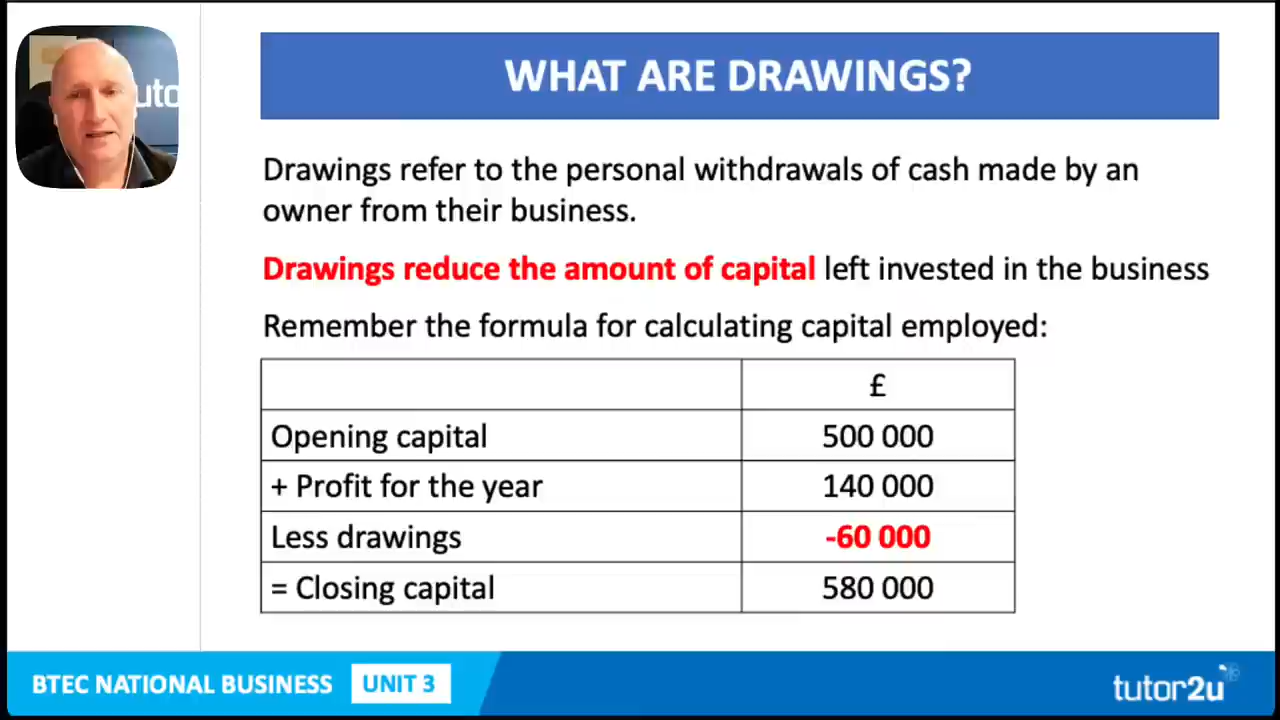 uto
WHAT ARE DRAWINGS?
Drawings refer to the personal withdrawals of cash made by an
owner from their business.
Drawings reduce the amount of capital left invested in the business
Remember the formula for calculating capital employed:
£
Opening capital 500 000
+ Profit for the year 140 000
Less drawings -60 000
= Closing capital 580 000
BTEC NATIONAL BUSINESS UNIT 3
tutor2u